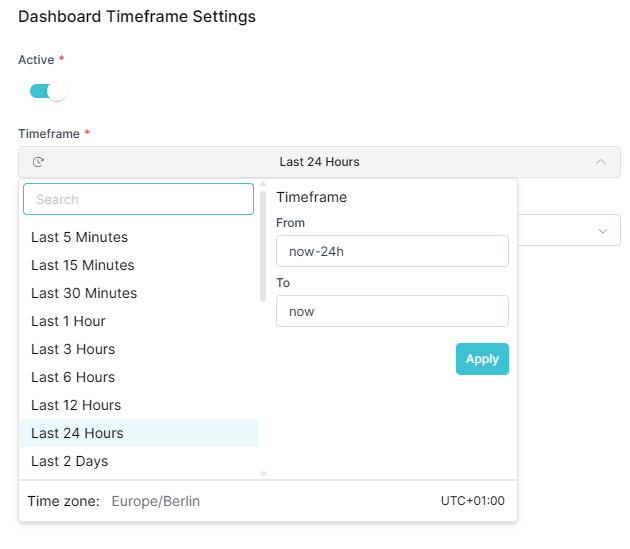 Dashboard Timeframe Settings
Active *
Timeframe *
Last 24 Hours
Search
Last 5 Minutes
Last 15 Minutes
Last 30 Minutes
Last 1 Hour
Last 3 Hours
Last 6 Hours
Last 12 Hours
Last 24 Hours
Last 2 Days
Timeframe
From
now-24h
To
now
Apply
Time zone: Europe/Berlin UTC+01:00